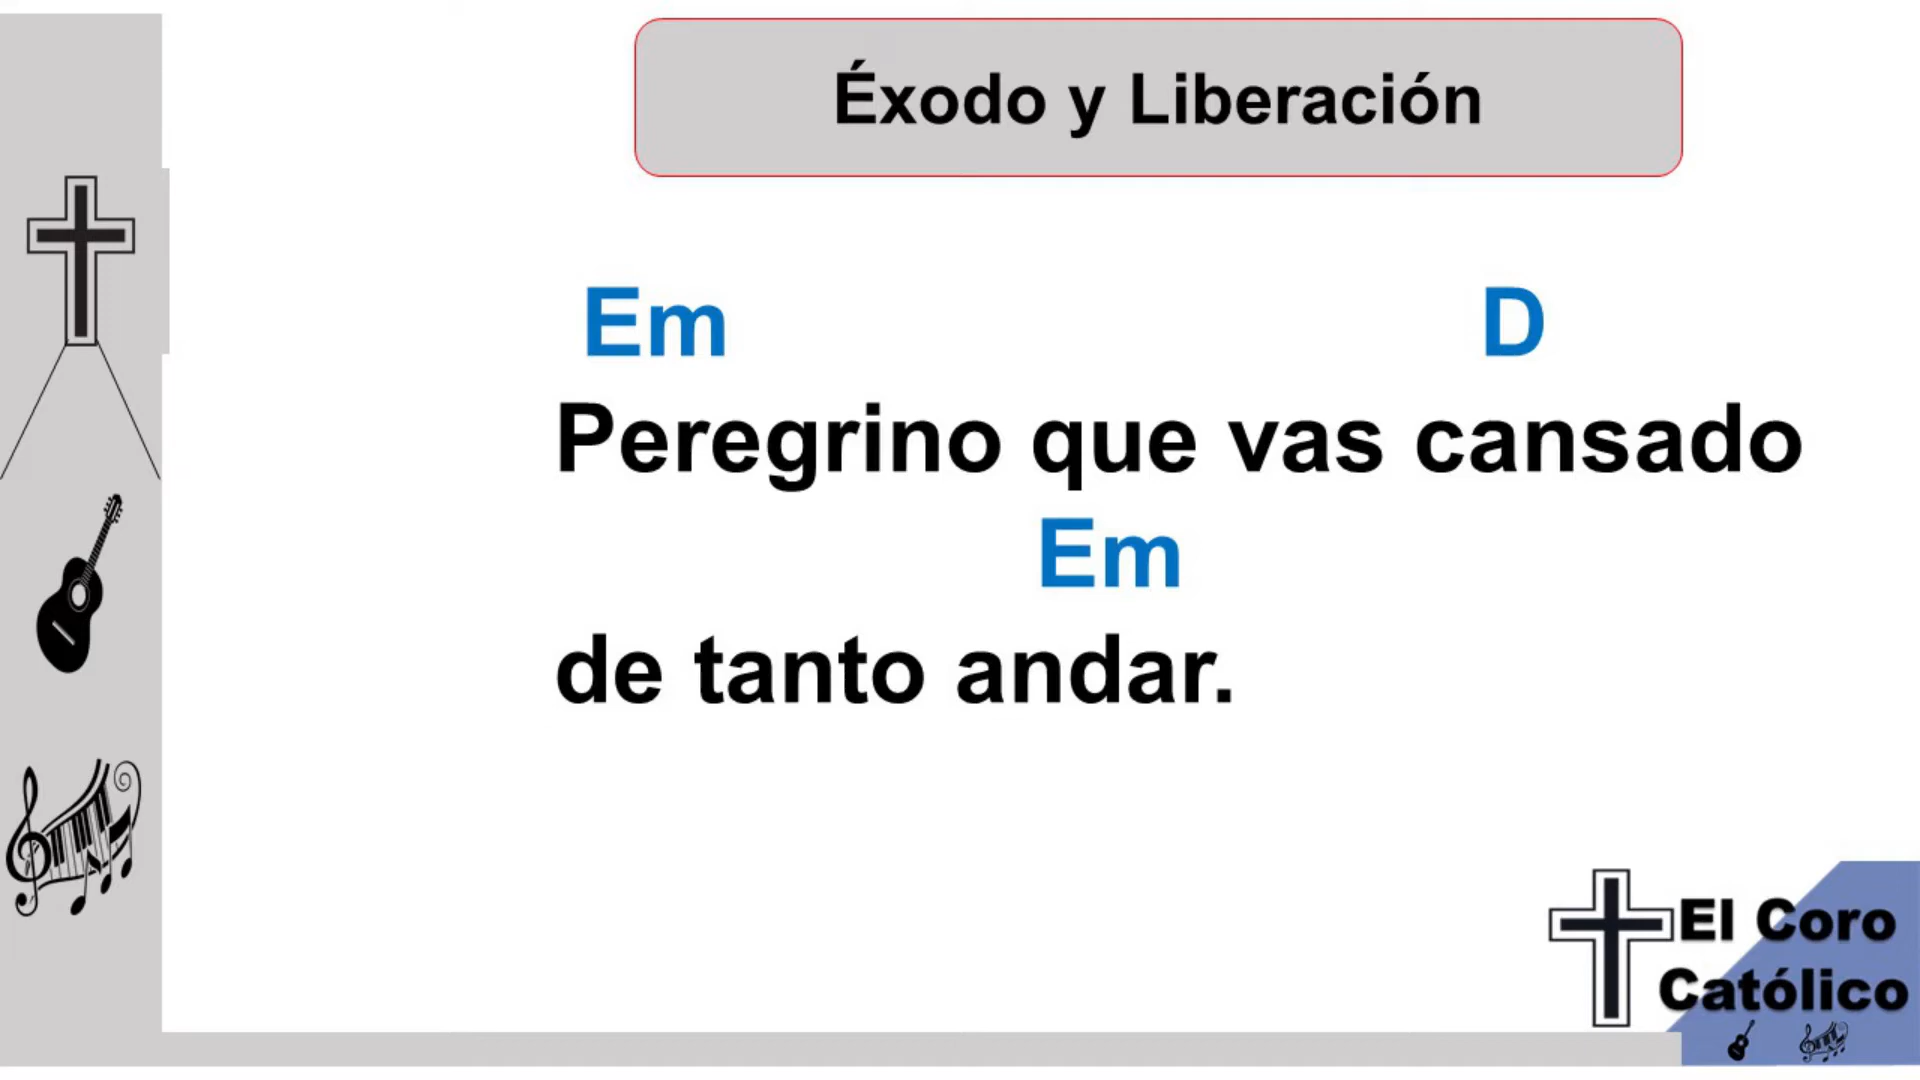 Éxodo y Liberación
Em D
Peregrino que vas cansado
Em
de tanto andar.
El Coro
Católico